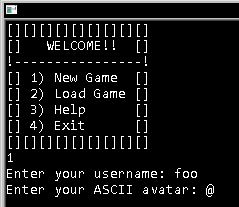 [][][][][][][][][]
[]   WELCOME!!  []
!----------------!
[] 1) New Game  []
[] 2) Load Game []
[] 3) Help      []
[] 4) Exit      []
[][][][][][][][][]
1
Enter your username: foo
Enter your ASCII avatar: @